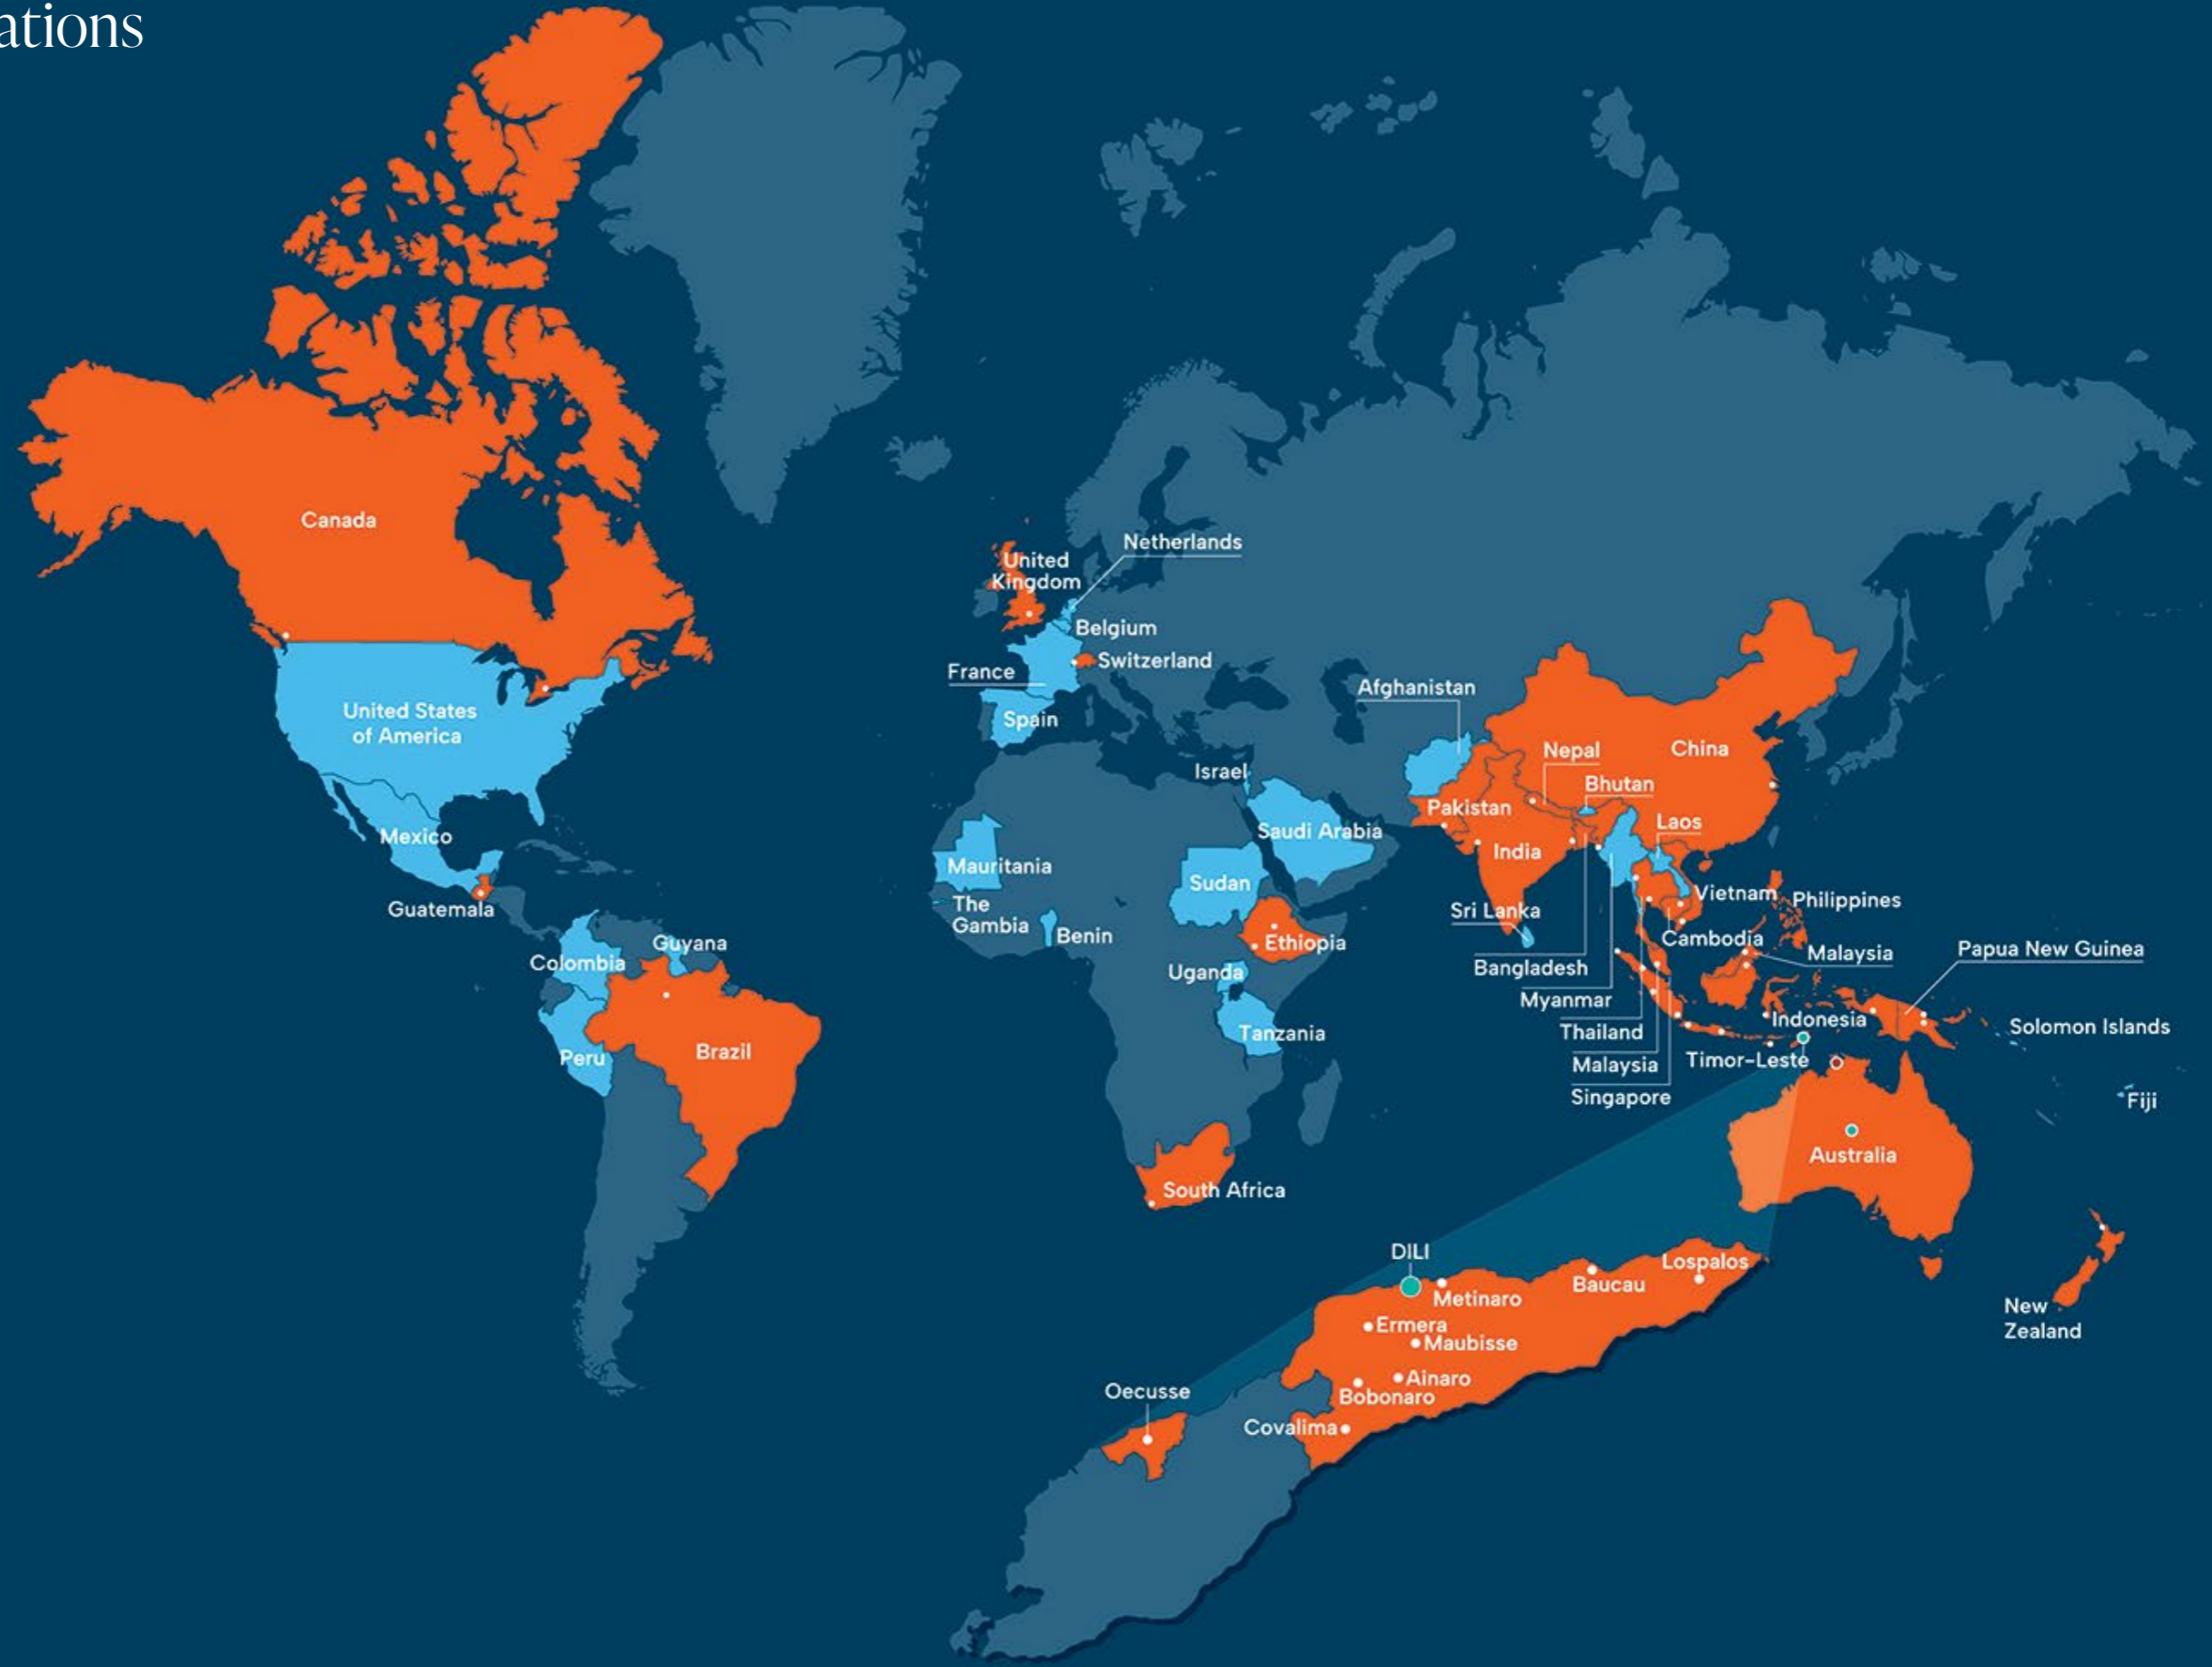 ations
Canada
United States
of America
Mexico
Guatemala
Guyana
Colombia
Peru
Brazil
United
Kingdom
Netherlands
Belgium
Switzerland
France
Spain
Israel
Saudi Arabia
Mauritania
The
Gambia
Benin
Sudan
Ethiopia
Uganda
Tanzania
South Africa
Afghanistan
Nepal
China
Bhutan
Pakistan
Laos
India
Vietnam
Philippines
Sri Lanka
Cambodia
Malaysia
Papua New Guinea
Bangladesh
Myanmar
Indonesia
Solomon Islands
Thailand
Malaysia
Timor-Leste
Singapore
Fiji
Australia
New
Zealand
DILI
Lospalos
Baucau
Metinaro
Ermera
Maubisse
Ainaro
Bobonaro
Oecusse
Covalima